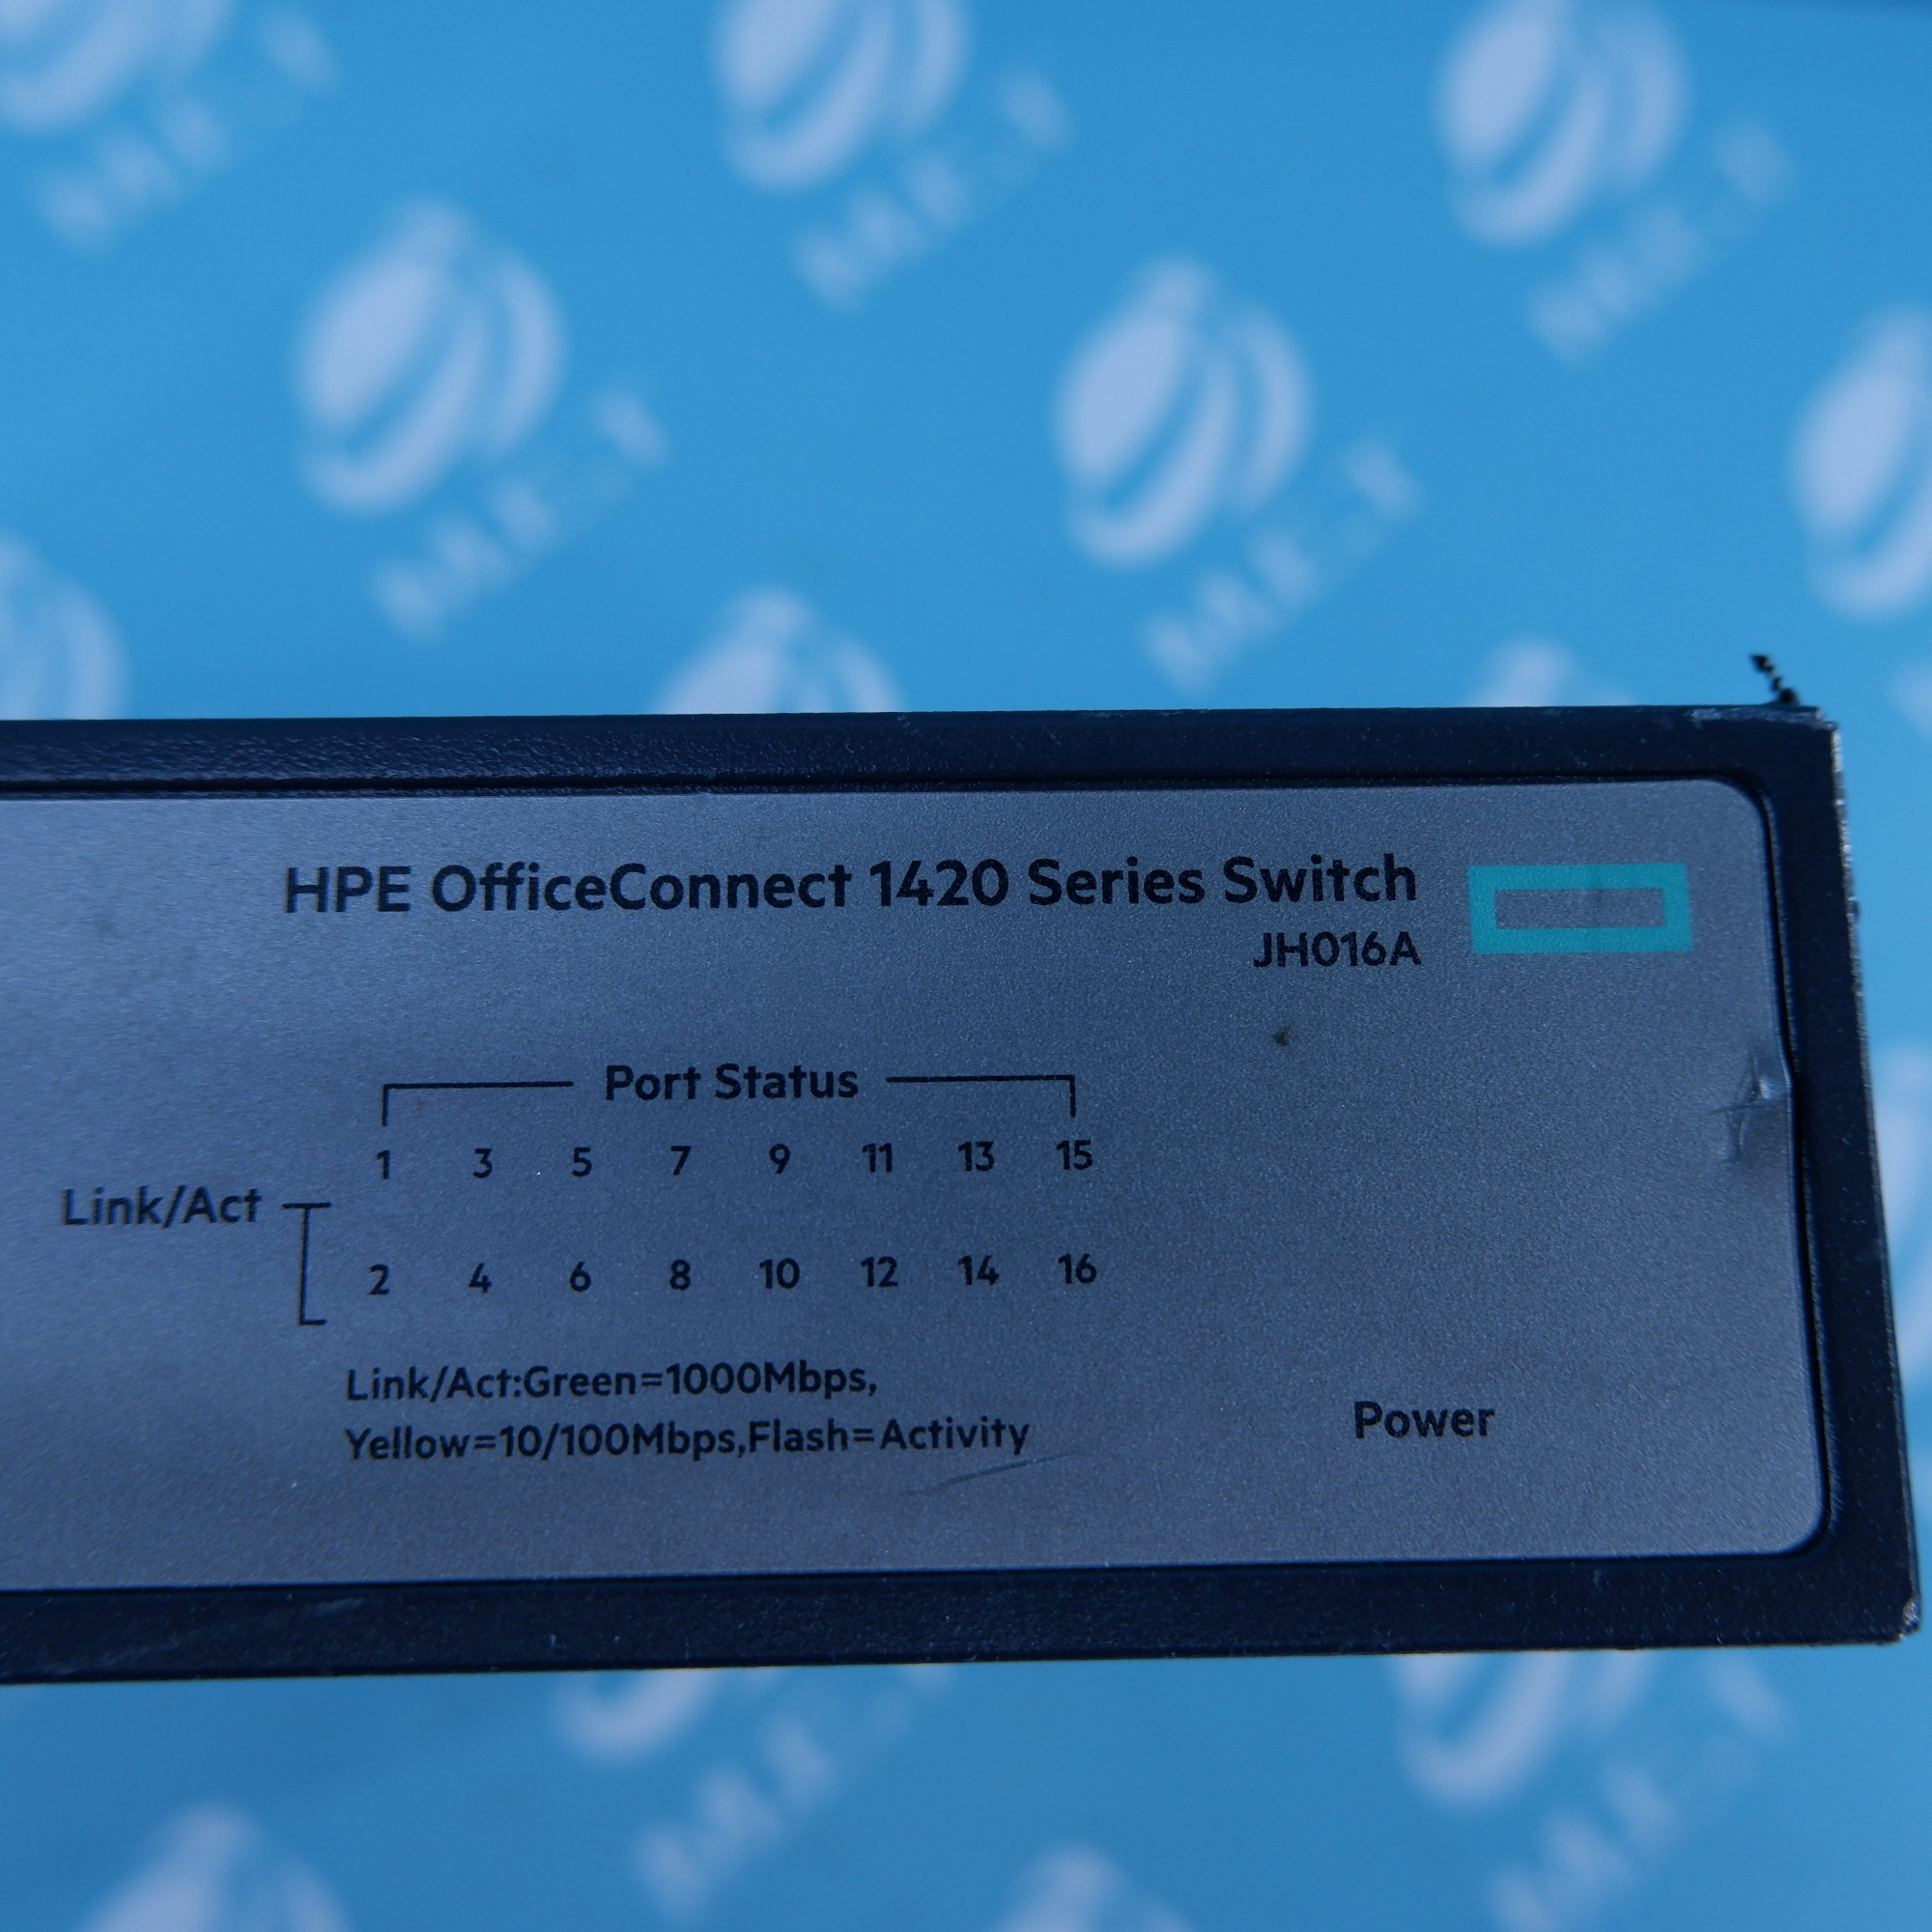 HPE OfficeConnect 1420 Series Switch
JH016A
Port Status
1 3 5 7 9 11 13 15
Link/Act
2 4 6 8 10 12 14 16
Link/Act:Green=1000Mbps,
Yellow=10/100Mbps,Flash=Activity
Power